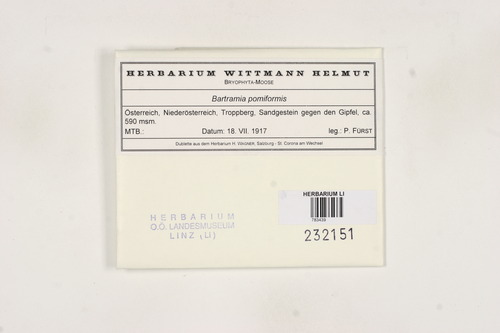 HERBARIUM WITTMANN HELMUT
BRYOPHYTA-MOOSE
Bartramia pomiformis
Österreich, Niederösterreich, Troppberg, Sandgestein gegen den Gipfel, ca.
590 msm.
MTB.: Datum: 18. VII. 1917 leg.: P. FÜRST
Dublette aus dem Herbarium H. Salzburg - St. Corona am Wechsel
HERBARIUM LI
HERBARIUM
O.Ö. LANDESMUSEUM
LINZ (LI)
232151